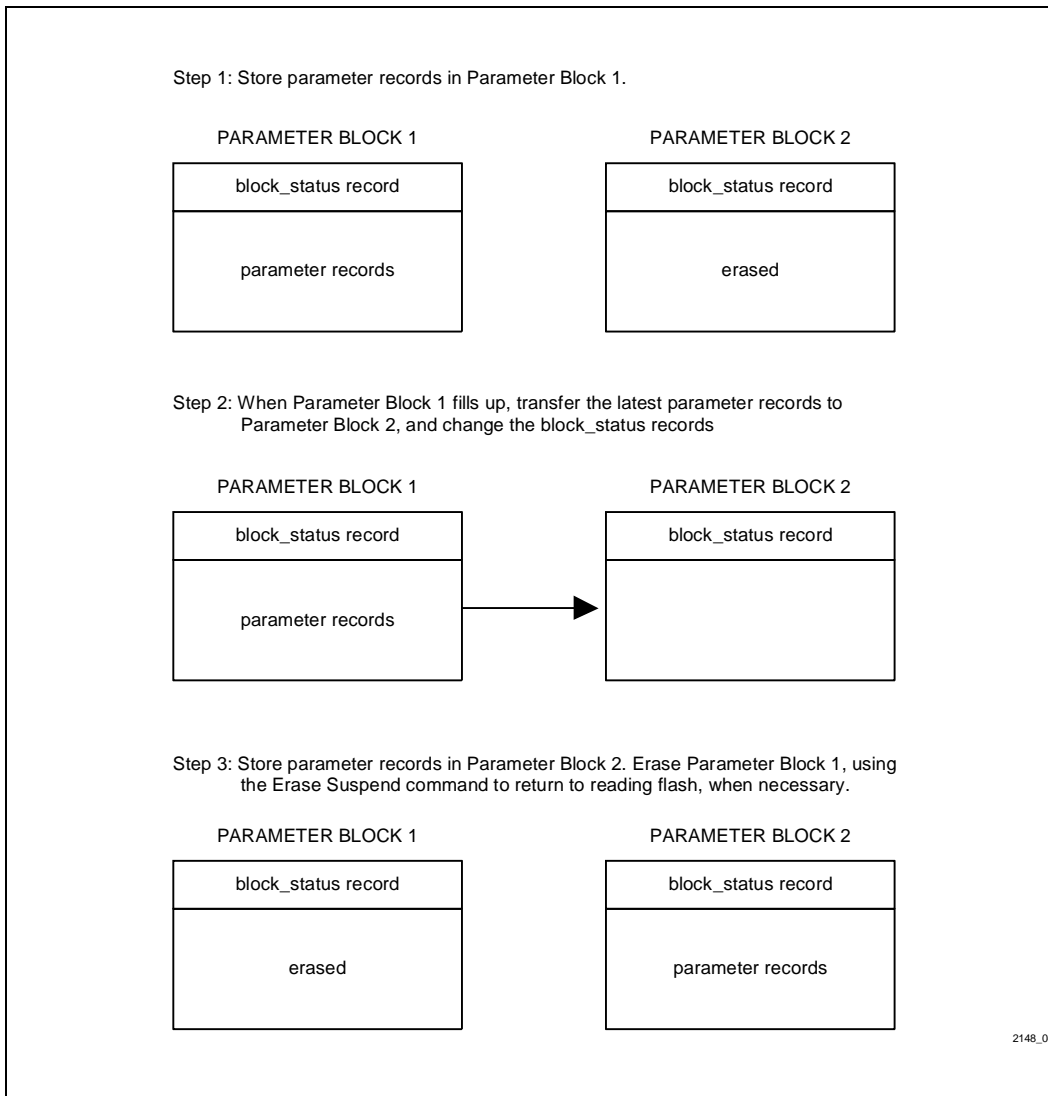 Step 1: Store parameter records in Parameter Block 1.
PARAMETER BLOCK 1
PARAMETER BLOCK 2
block_status record
block_status record
parameter records
erased
Step 2: When Parameter Block 1 fills up, transfer the latest parameter records to
Parameter Block 2, and change the block_status records
PARAMETER BLOCK 1
PARAMETER BLOCK 2
block_status record
block_status record
parameter records
Step 3: Store parameter records in Parameter Block 2. Erase Parameter Block 1, using
the Erase Suspend command to return to reading flash, when necessary.
PARAMETER BLOCK 1
PARAMETER BLOCK 2
block_status record
block_status record
erased
parameter records
2148_0